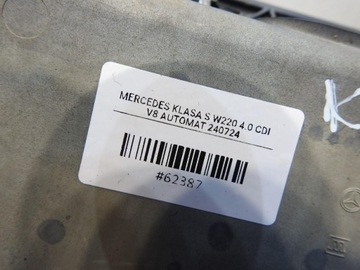 MERCEDES KLASA S W220 4.0 CDI
V8 AUTOMAT 240724
#62387